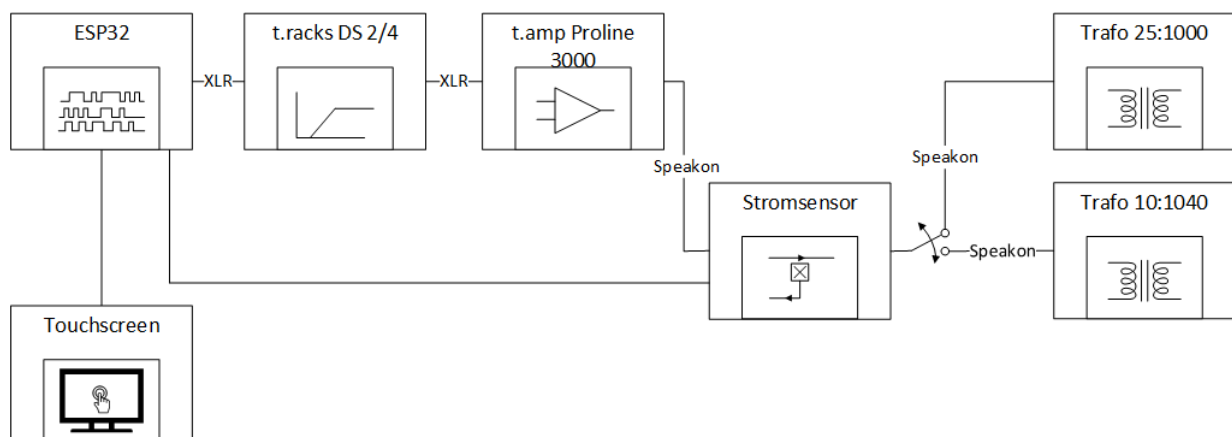 ESP32
t.racks DS 2/4
t.amp Proline
3000
Trafo 25:1000
XLR
XLR
Speakon
Speakon
Stromsensor
Trafo 10:1040
Speakon
Touchscreen